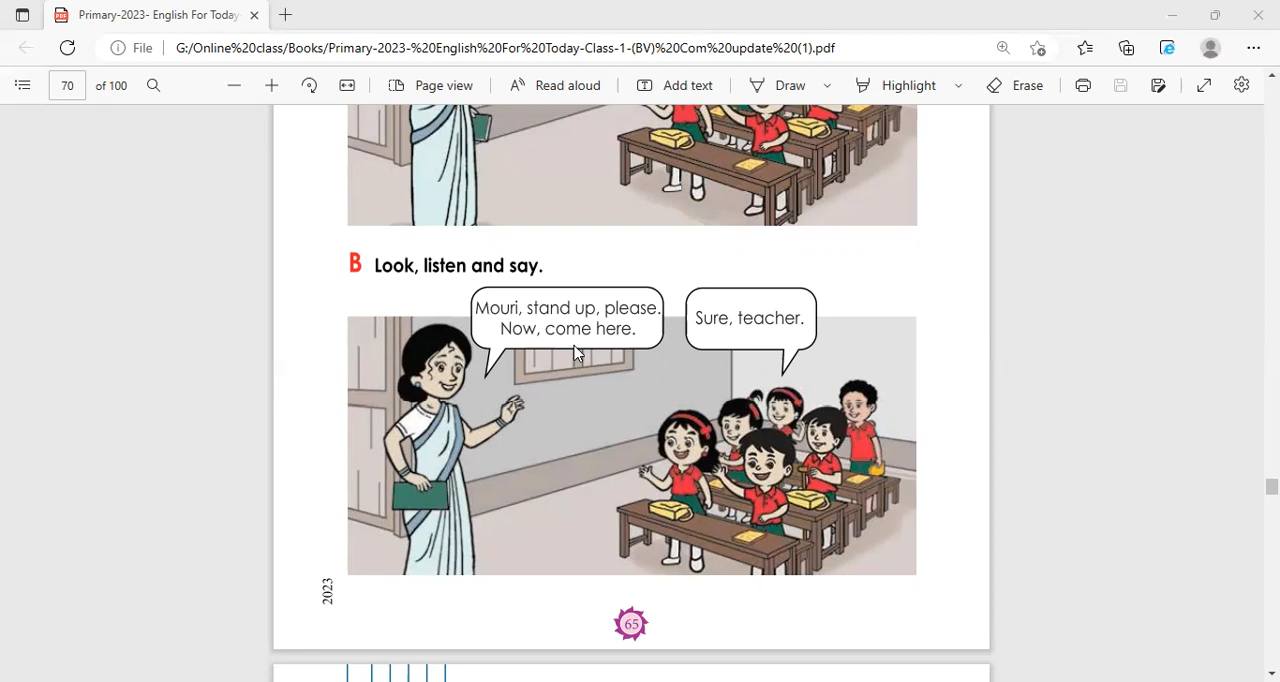 Primary-2023- English For Today
File
G:/Online%20class/Books/Primary-2023-%20English%20For%20Today-Class-1-(BV)%20Com%20update%20(1).pdf
70 of 100
Page view
Read aloud
Add text
Draw
Highlight
Erase
B Look, listen and say.
Mouri, stand up, please.
Now, come here.
Sure, teacher.
2023
65